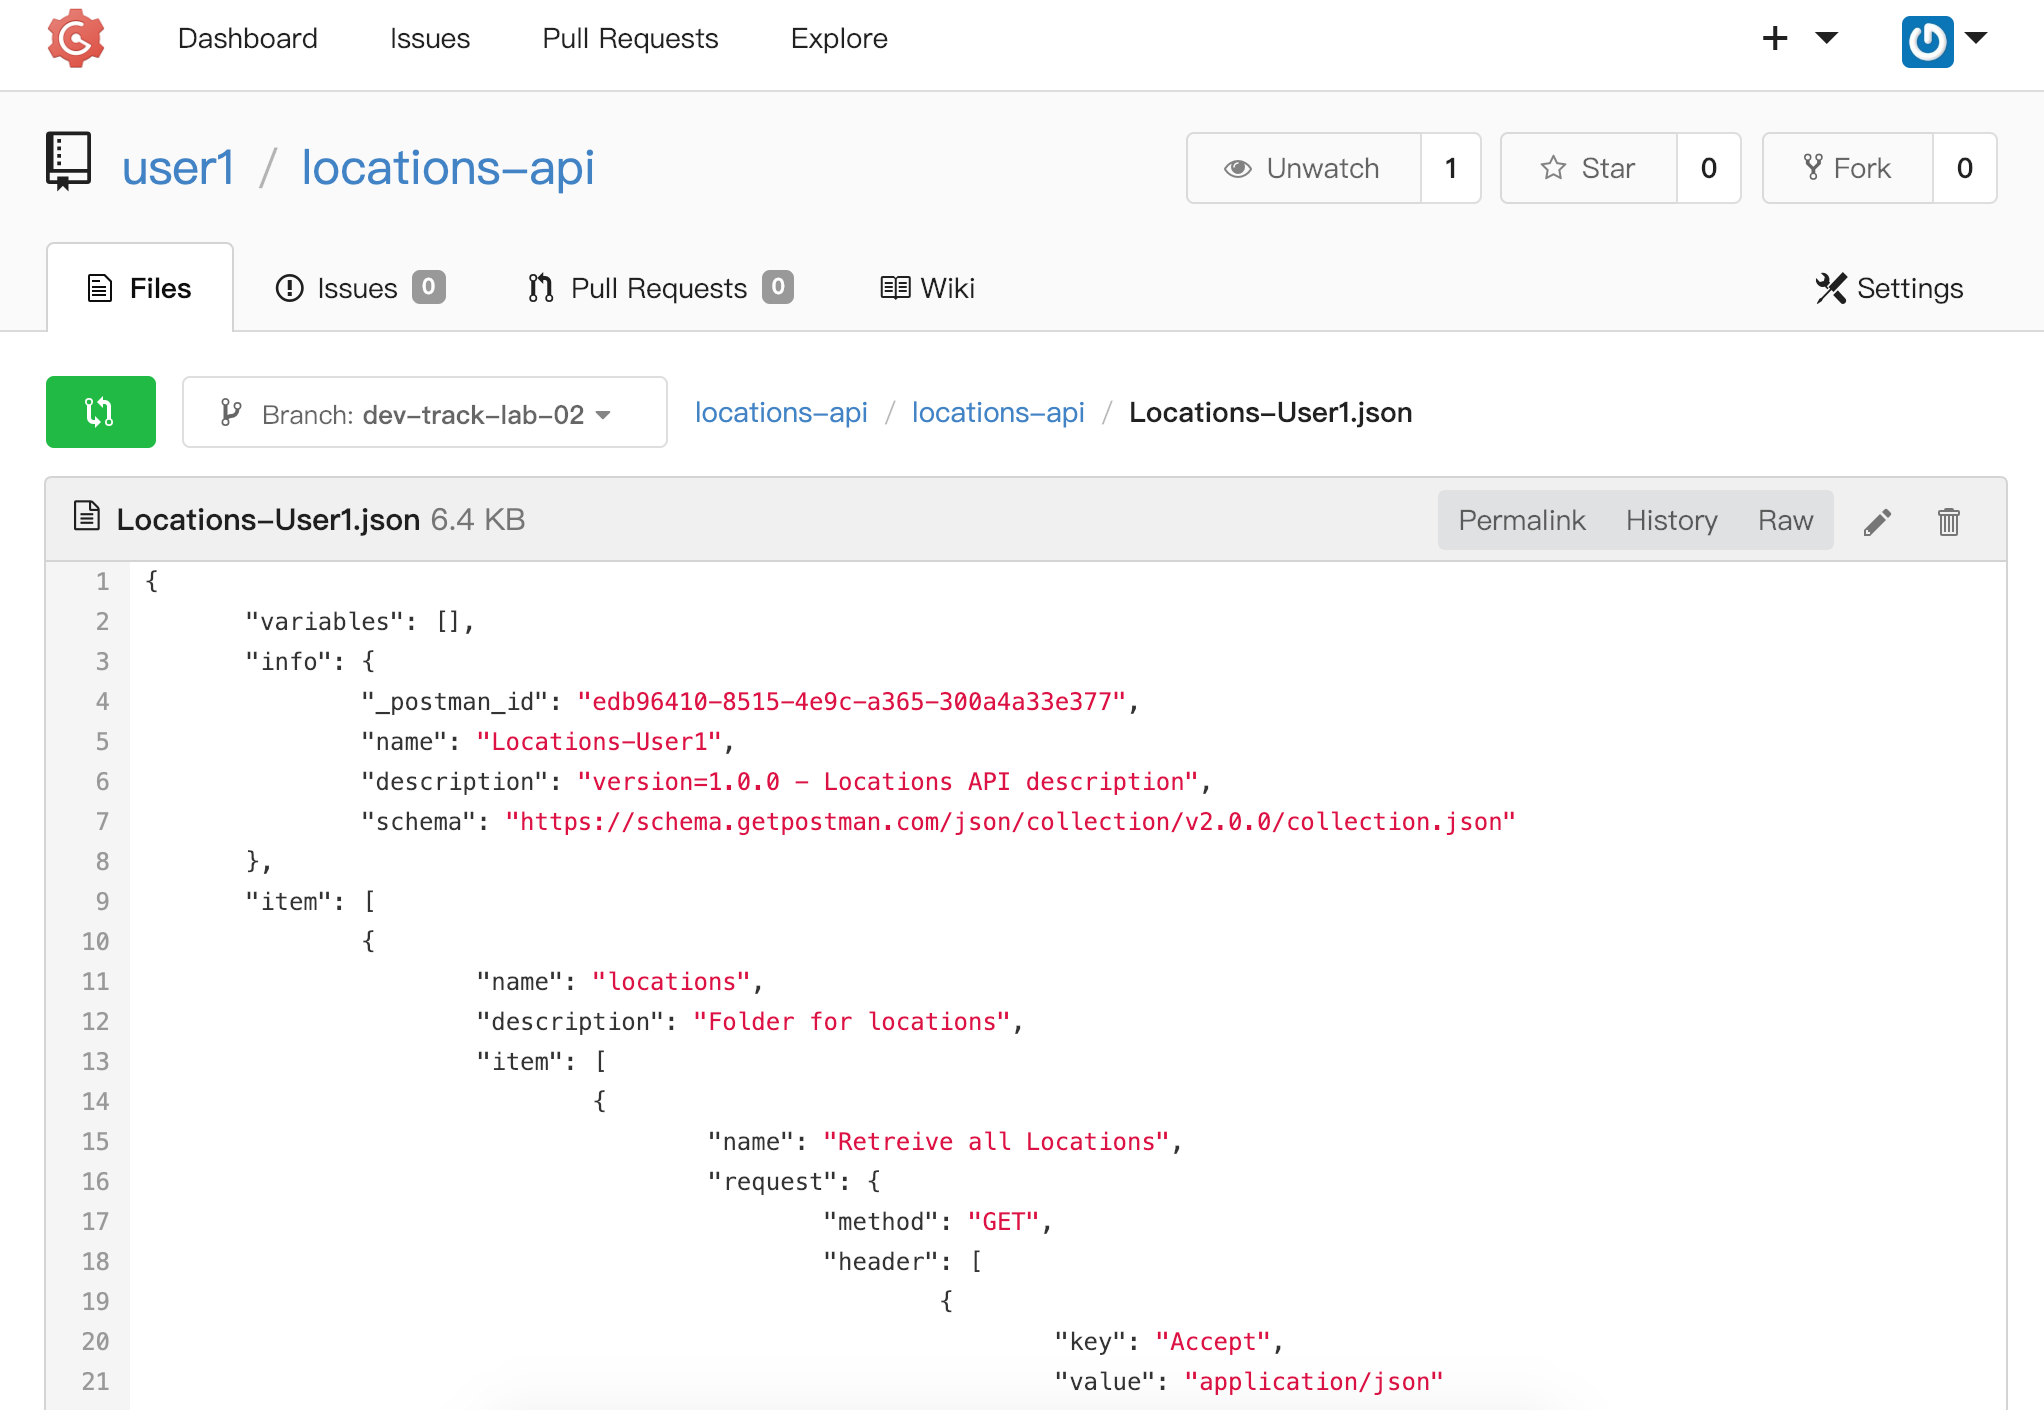 Dashboard Issues Pull Requests Explore
user1 / locations-api Unwatch 1 Star 0 Fork 0
Files Issues 0 Pull Requests 0 Wiki Settings
Branch: dev-track-lab-02 locations-api / locations-api / Locations-User1.json
Locations-User1.json 6.4 KB Permalink History Raw
1 {
2 "variables": [],
3 "info": {
4 "_postman_id": "edb96410-8515-4e9c-a365-300a4a33e377",
5 "name": "Locations-User1",
6 "description": "version=1.0.0 - Locations API description",
7 "schema": "https://schema.getpostman.com/json/collection/v2.0.0/collection.json"
8 },
9 "item": [
10 {
11 "name": "locations",
12 "description": "Folder for locations",
13 "item": [
14 {
15 "name": "Retreive all Locations",
16 "request": {
17 "method": "GET",
18 "header": [
19 {
20 "key": "Accept",
21 "value": "application/json"